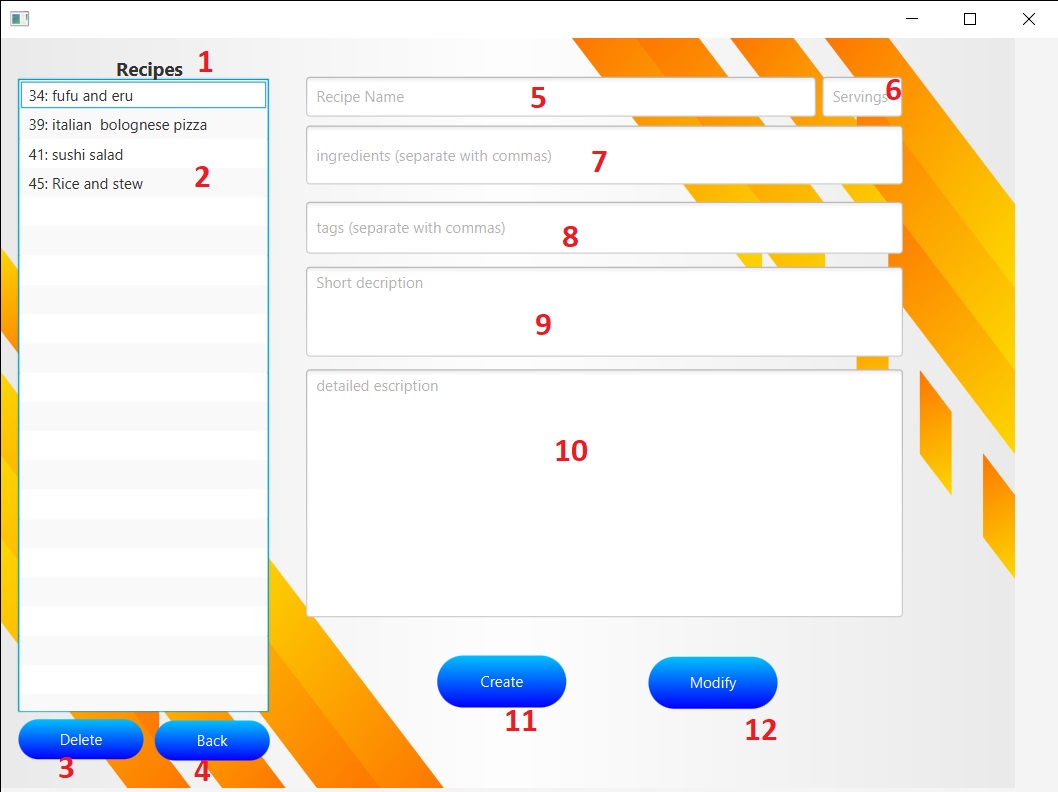 Recipes 1
34: fufu and eru
39: italian  bolognese pizza
41: sushi salad
45: Rice and stew
2
Delete
3
Back
4
Recipe Name 5
Servings 6
ingredients (separate with commas) 7
tags (separate with commas) 8
Short decription
9
detailed escription
10
Create
11
Modify
12